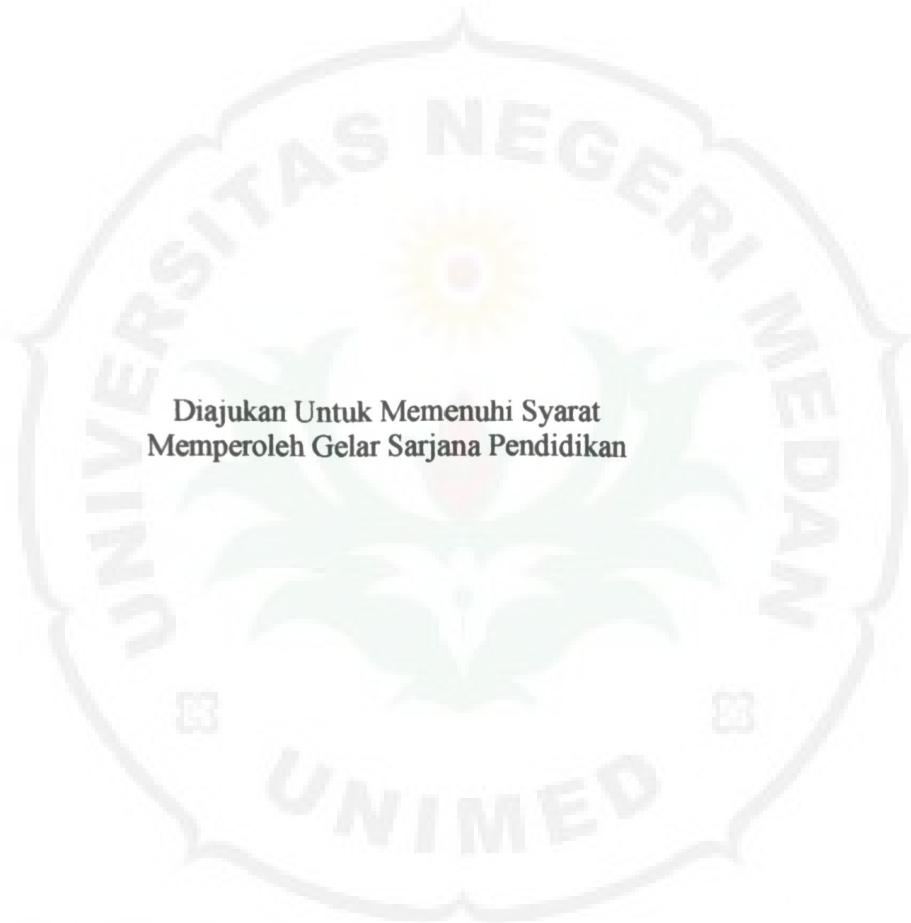 UNIVERSITAS NEGERI MEDAN
Diajukan Untuk Memenuhi Syarat
Memperoleh Gelar Sarjana Pendidikan
UNIMED